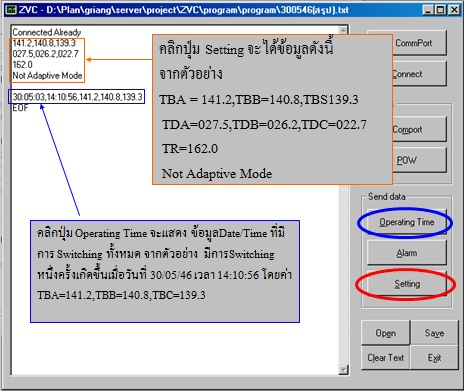 ZVC - D:\Plan\griang\server\project\ZVC\program\program\300546(สรุป).txt
Connected Already
141.2,140.8,139.3
027.5,026.2,022.7
162.0
Not Adaptive Mode
30:05:03,14:10:56,141.2,140.8,139.3
EOF
คลิกปุ่ม Setting จะ ได้ข้อมูลดังนี้
จากตัวอย่าง
TBA = 141.2,TBB=140.8,TBS139.3
TDA=027.5,TDB=026.2,TDC=022.7
TR=162.0
Not Adaptive Mode
คลิกปุ่ม Operating Time จะแสดง ข้อมูลDate/Time ที่มี
การ Switching ทั้งหมด จากตัวอย่าง มีการSwitching
หนึ่งครั้งเกิดขึ้นเมื่อวันที่ 30/05/46เวลา 14:10:56 โดยค่า
TBA=141.2,TBB=140.8,TBC=139.3
CommPort
Connect
Comport
POW
Send data
Operating Time
Alarm
Setting
Open
Save
Clear Text
Exit